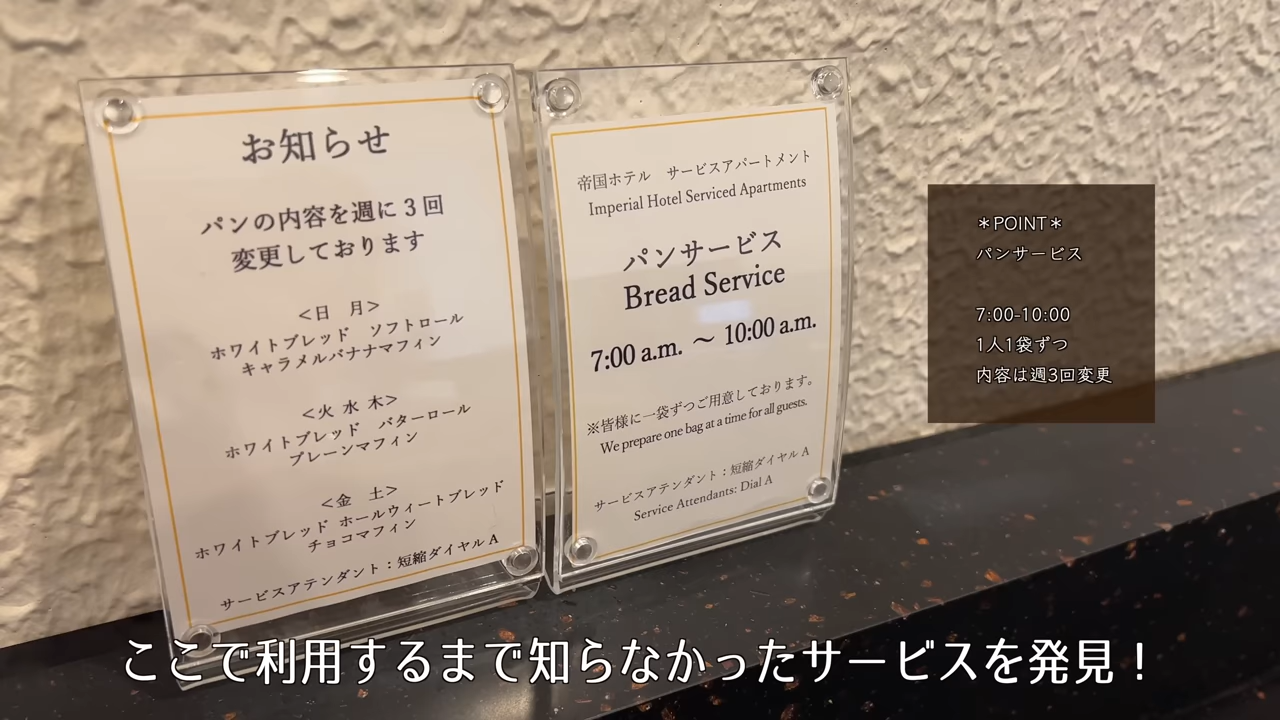 お知らせ
パンの内容を週に3回
変更しております
<日 月>
ホワイトブレッド ソフトロール
キャラメルバナナマフィン
<火 水 木>
ホワイトブレッド バターロール
プレーンマフィン
<金 土>
ホワイトブレッド ホールウィートブレッド
チョコマフィン
サービスアテンダント:短縮ダイヤルA
帝国ホテル サービスアパートメント
Imperial Hotel Serviced Apartments
パンサービス
Bread Service
7:00 a.m. 〜 10:00 a.m.
※皆様に一袋ずつご用意しております。
We prepare one bag at a time for all guests.
サービスアテンダント:短縮ダイヤル A
Service Attendants: Dial A
*POINT*
パンサービス
7:00-10:00
1人1袋ずつ
内容は週3回変更
ここで利用するまで知らなかったサービスを発見!